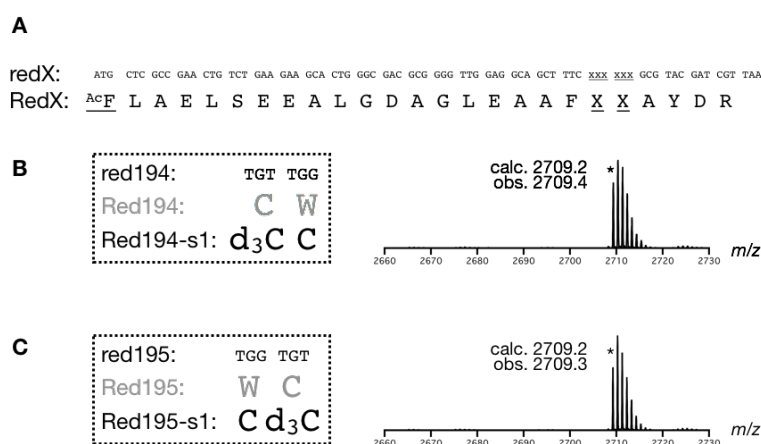 A
redX: ATG CTC GCC GAA CTG TCT GAA GAA GCA CTG GGC GAC GCG GGG TTG GAG GCA GCT TTC xxx xxx GCG TAC GAT CGT TAA
RedX: AcF L A E L S E E A L G D A G L E A A F X X A Y D R
B
red194: TGT TGG
Red194: C W
Red194-s1: d3C C
calc. 2709.2
obs. 2709.4
*
2660 2670 2680 2690 2700 2710 2720 2730 m/z
C
red195: TGG TGT
Red195: W C
Red195-s1: C d3C
calc. 2709.2
obs. 2709.3
*
2660 2670 2680 2690 2700 2710 2720 2730 m/z